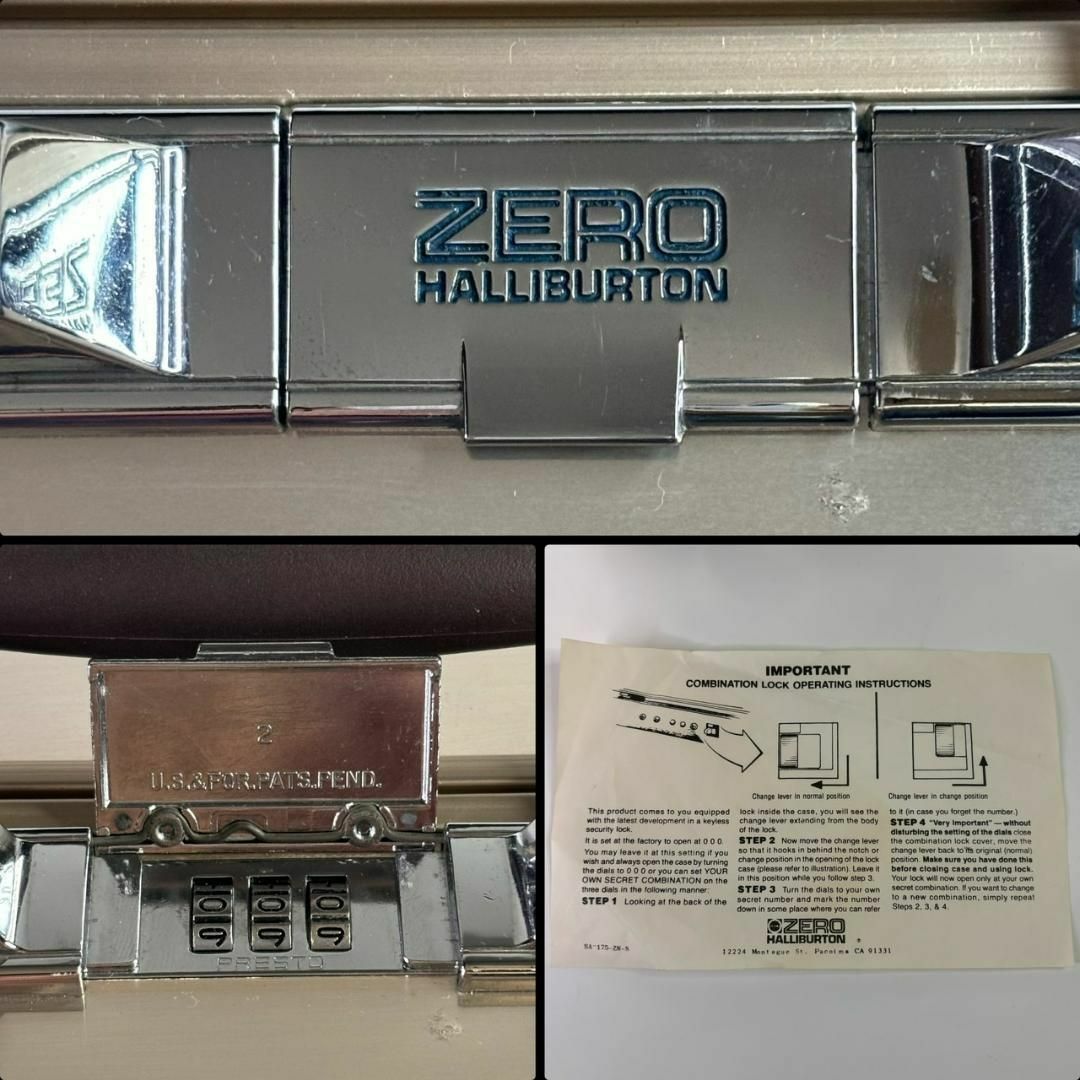 ZERO
HALLIBURTON
2
U.S.&FOR.PATS.PEND.
PRESTO
IMPORTANT
COMBINATION LOCK OPERATING INSTRUCTIONS
Change lever in normal position
Change lever in change position
This product comes to you equipped
with the latest development in a keyless
security lock.
It is set at the factory to open at 0 0 0.
You may leave it at this setting if you
wish and always open the case by turning
the dials to 0 0 0 or you can set YOUR
OWN SECRET COMBINATION on the
three dials in the following manner:
STEP 1 Looking at the back of the
lock inside the case, you will see the
change lever extending from the body
of the lock.
STEP 2 Now move the change lever
so that it hooks in behind the notch or
change position in the opening of the lock
case (please refer to illustration). Leave it
in this position while you follow step 3.
STEP 3 Turn the dials to your own
secret number and mark the number
down in some place where you can refer
to it (in case you forget the number.)
STEP 4 "Very Important" — without
disturbing the setting of the dials close
the combination lock cover, move the
change lever back to its original (normal)
position. Make sure you have done this
before closing case and using lock.
Your lock will now open only at your own
secret combination. If you want to change
to a new combination, simply repeat
Steps 2, 3, & 4.
ZERO
HALLIBURTON
12224 Montague St. Pacoima CA 91331